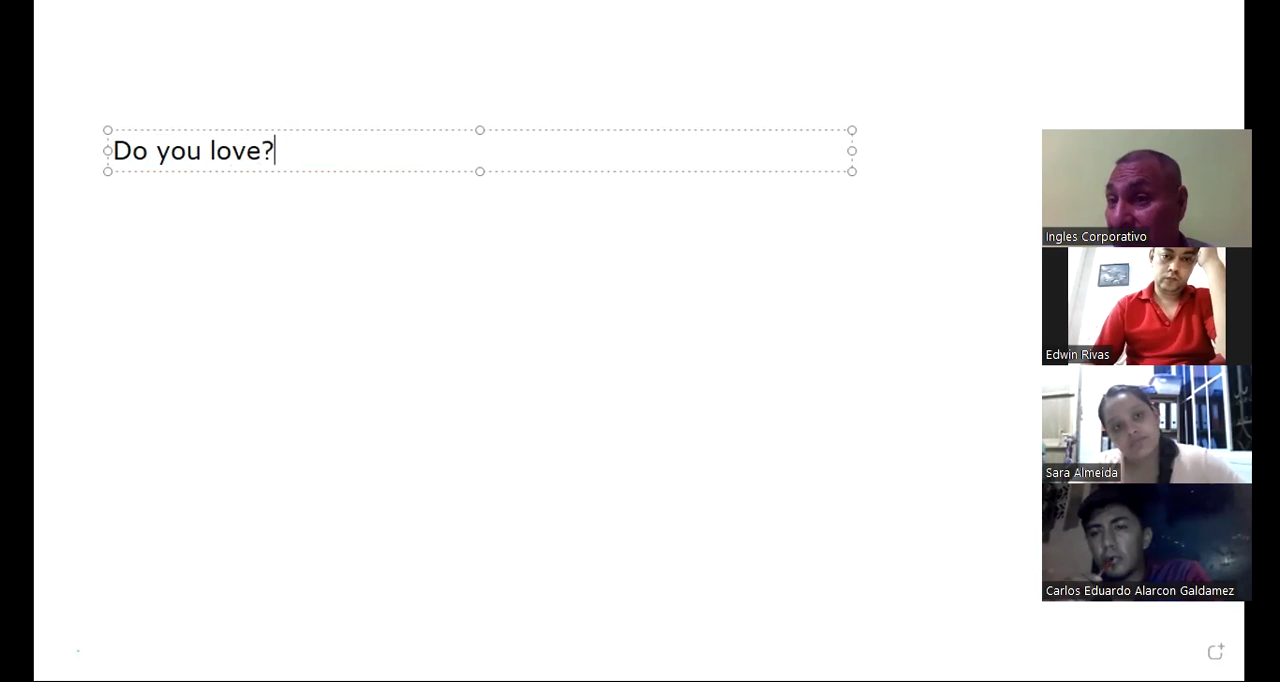 Do you love?
Ingles Corporativo
Edwin Rivas
Sara Almeida
Carlos Eduardo Alarcon Galdamez